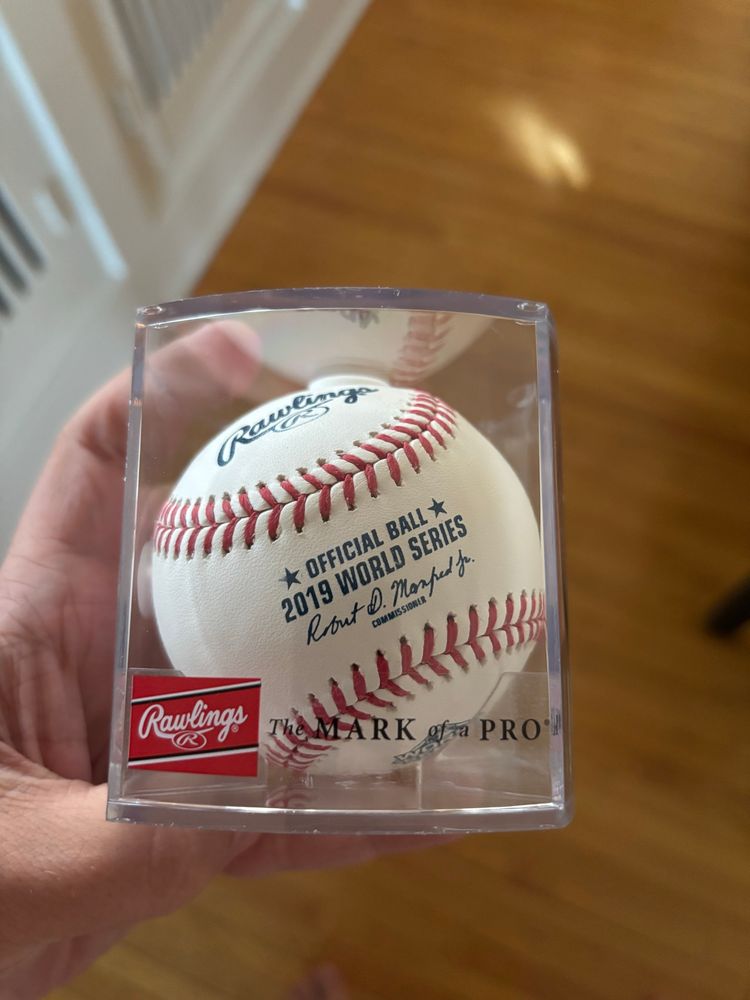 Rawlings
R
★ OFFICIAL BALL ★
2019 WORLD SERIES
Robert D. Manfred Jr.
COMMISSIONER
Rawlings®
R
The MARK of a PRO®